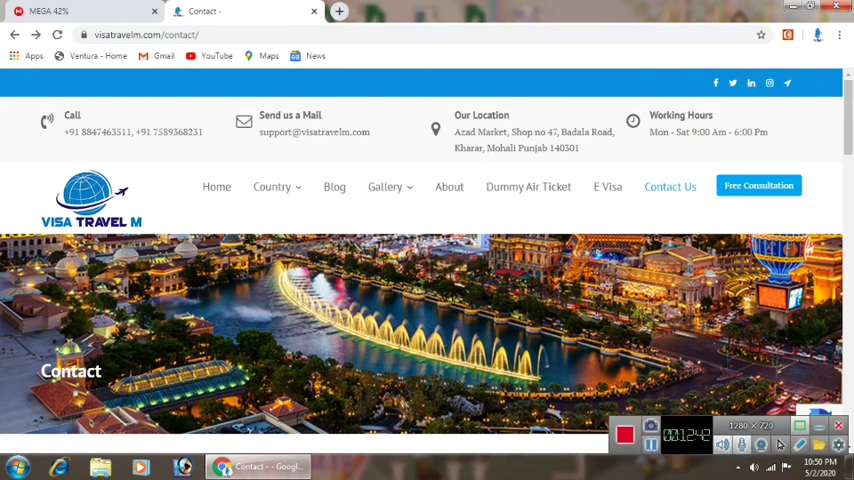 MEGA 42%
Contact -
visatravelm.com/contact/
Apps Ventura - Home Gmail YouTube Maps News
Call
+91 8847463511, +91 7589368231
Send us a Mail
support@visatravelm.com
Our Location
Azad Market, Shop no 47, Badala Road,
Kharar, Mohali Punjab 140301
Working Hours
Mon - Sat 9:00 Am - 6:00 Pm
VISA TRAVEL M
Home Country Blog Gallery About Dummy Air Ticket E Visa Contact Us Free Consultation
Contact
1280 × 720
Contact - - Googl...
10:50 PM
5/2/2020